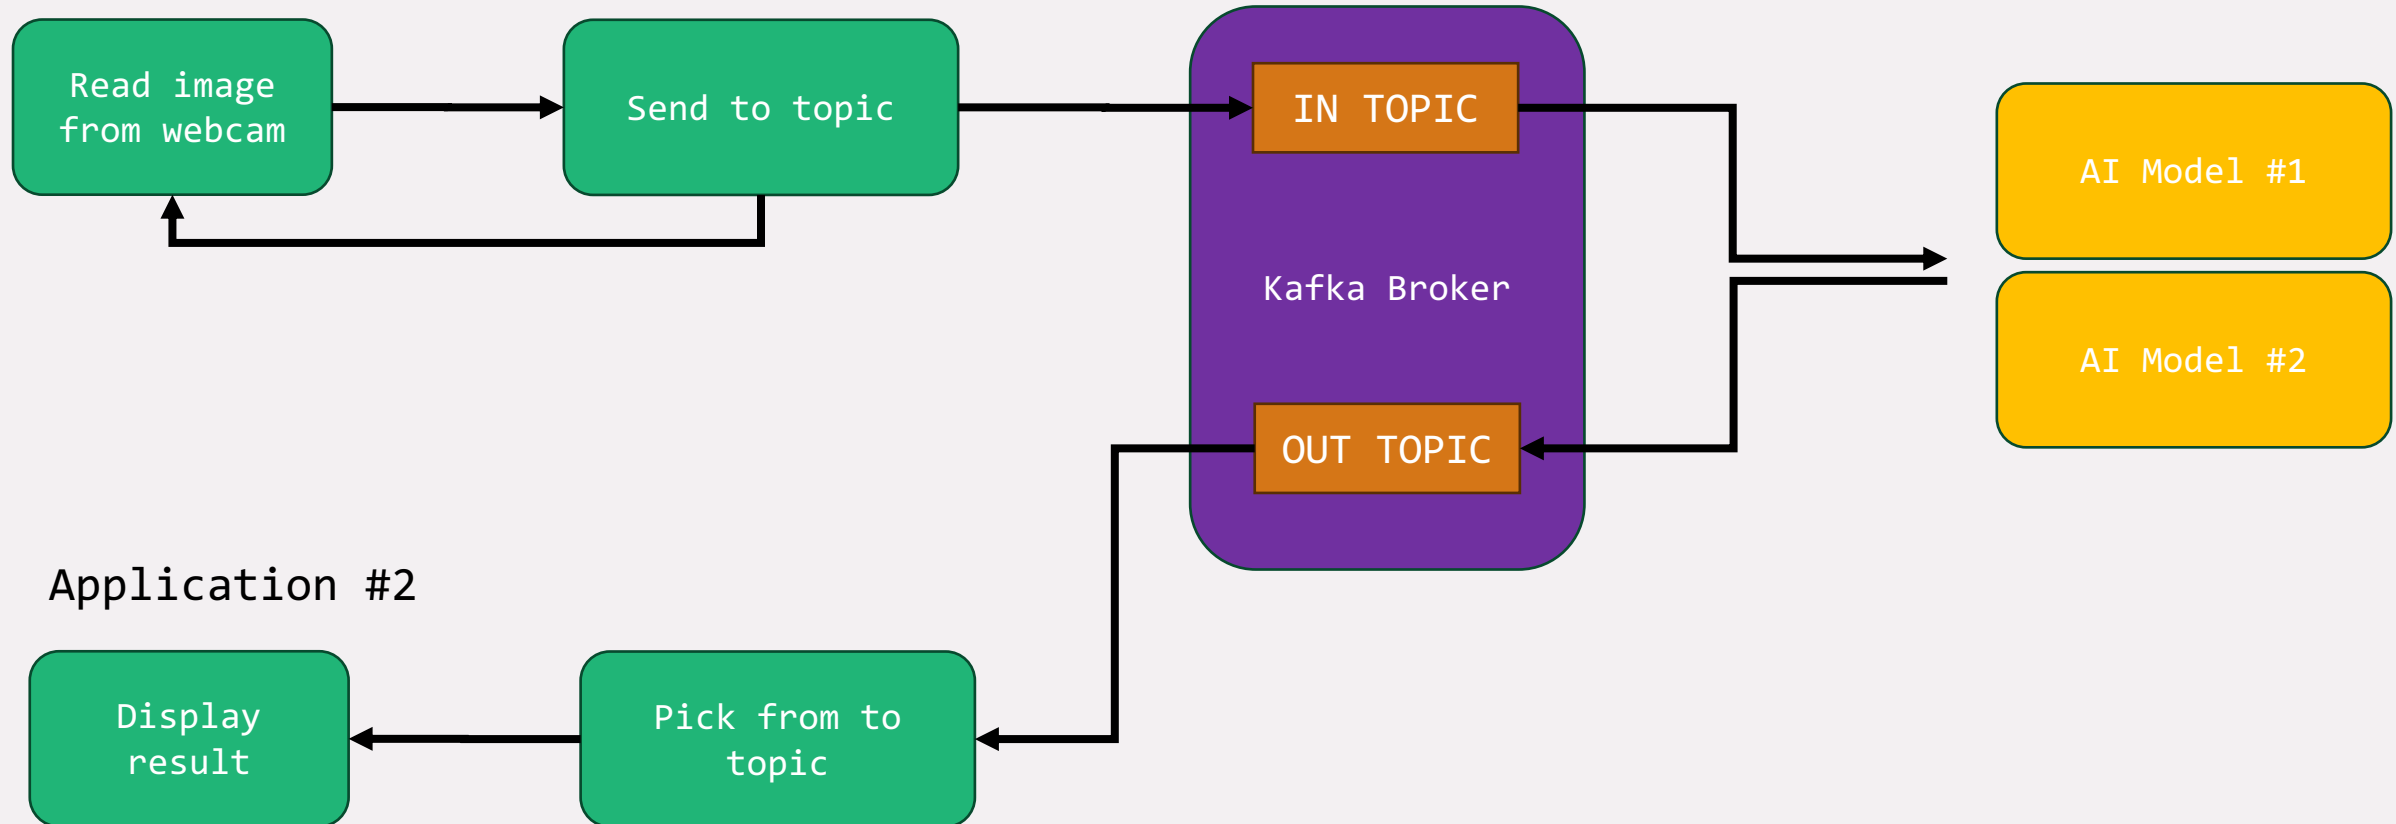 Read image
from webcam
Send to topic
IN TOPIC
AI Model #1
Kafka Broker
AI Model #2
OUT TOPIC
Application #2
Display
result
Pick from to
topic